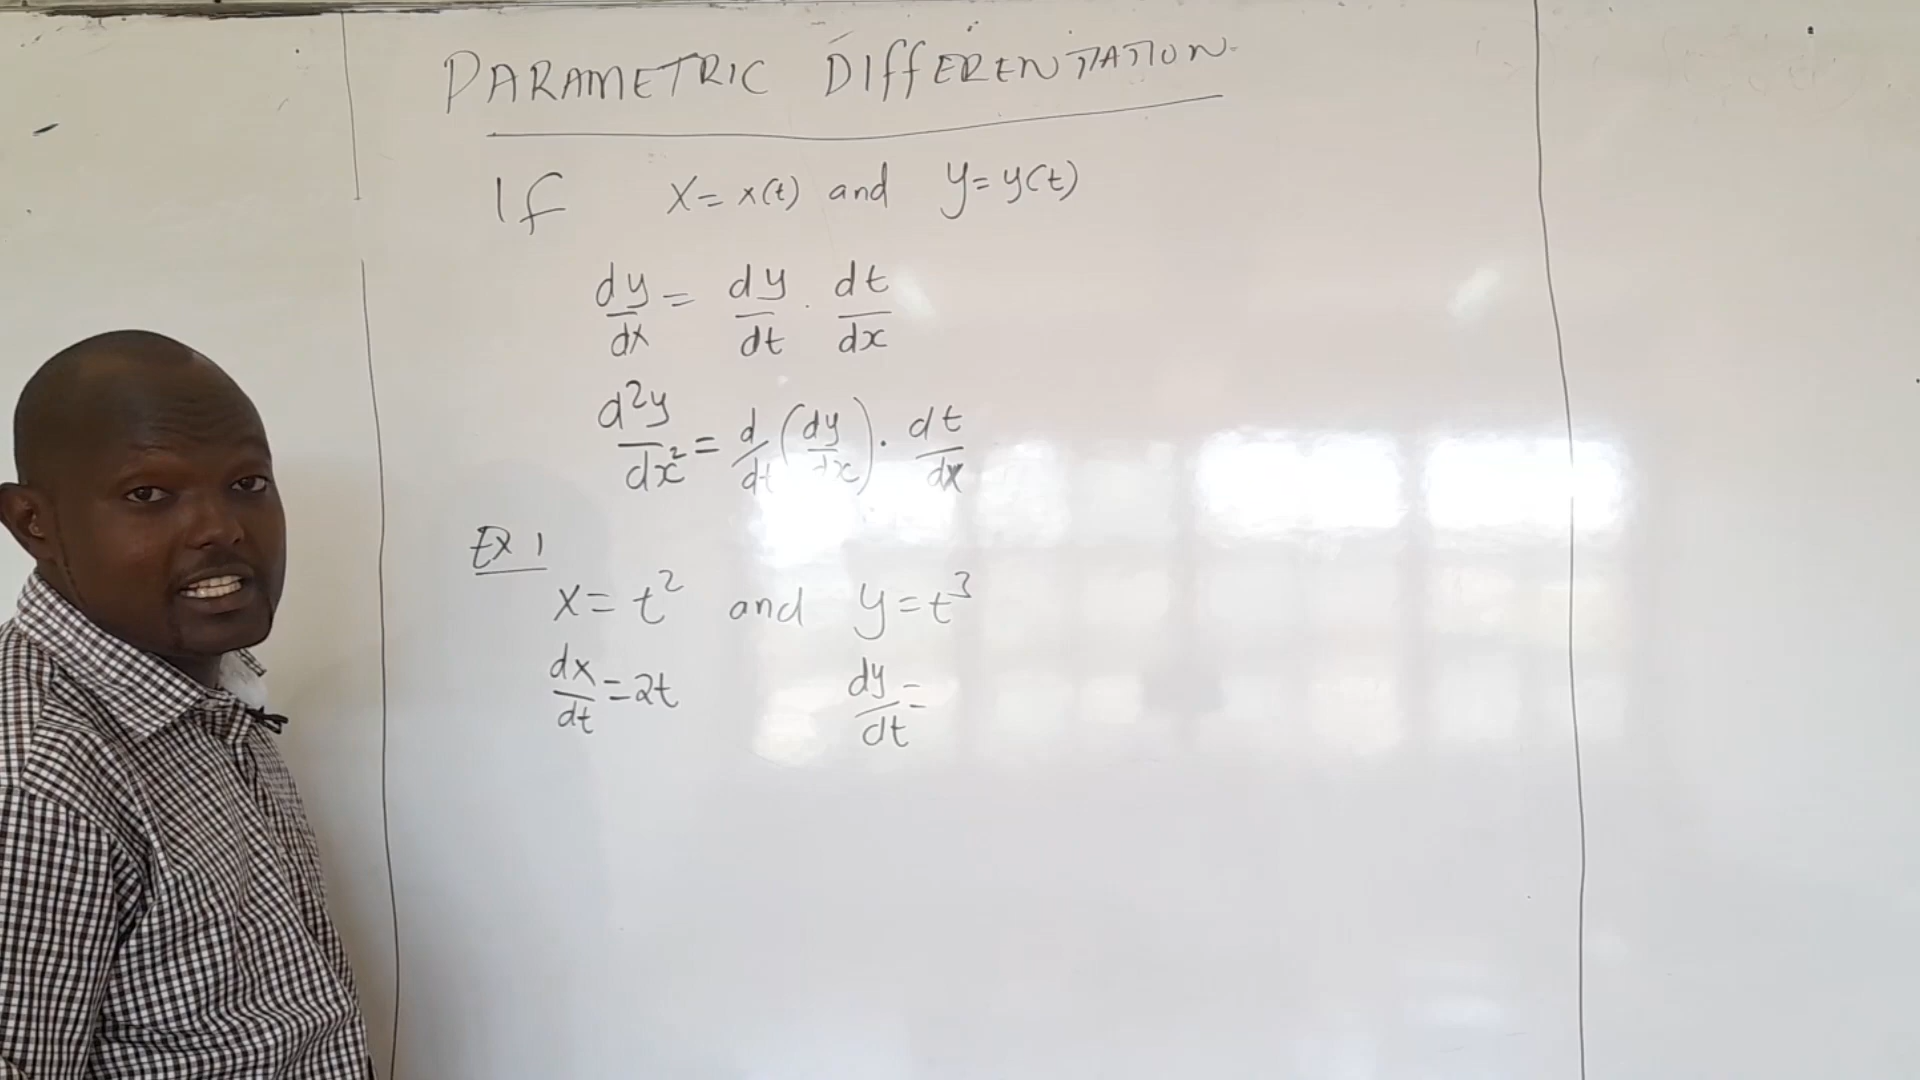 PARAMETRIC DIffERENTIATION
If x = x(t) and y = y(t)
dy/dx = dy/dt . dt/dx
d²y/dx² = d/dt (dy/dx) . dt/dx
Ex 1
x = t² and y = t³
dx/dt = 2t dy/dt =